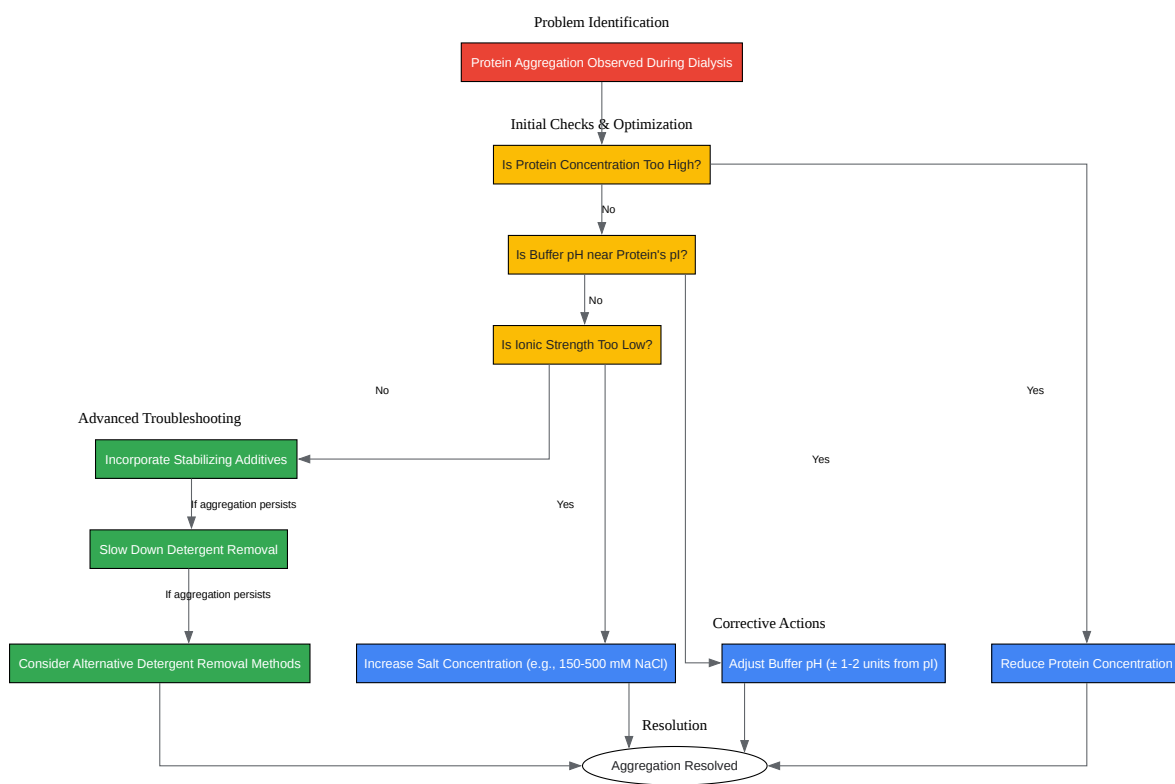 Problem Identification
Protein Aggregation Observed During Dialysis
Initial Checks & Optimization
Is Protein Concentration Too High?
No
Is Buffer pH near Protein's pI?
No
Is Ionic Strength Too Low?
No
Yes
Advanced Troubleshooting
Incorporate Stabilizing Additives
Yes
If aggregation persists
Yes
Slow Down Detergent Removal
If aggregation persists
Corrective Actions
Consider Alternative Detergent Removal Methods
Increase Salt Concentration (e.g., 150-500 mM NaCl)
Adjust Buffer pH (± 1-2 units from pI)
Reduce Protein Concentration
Resolution
Aggregation Resolved